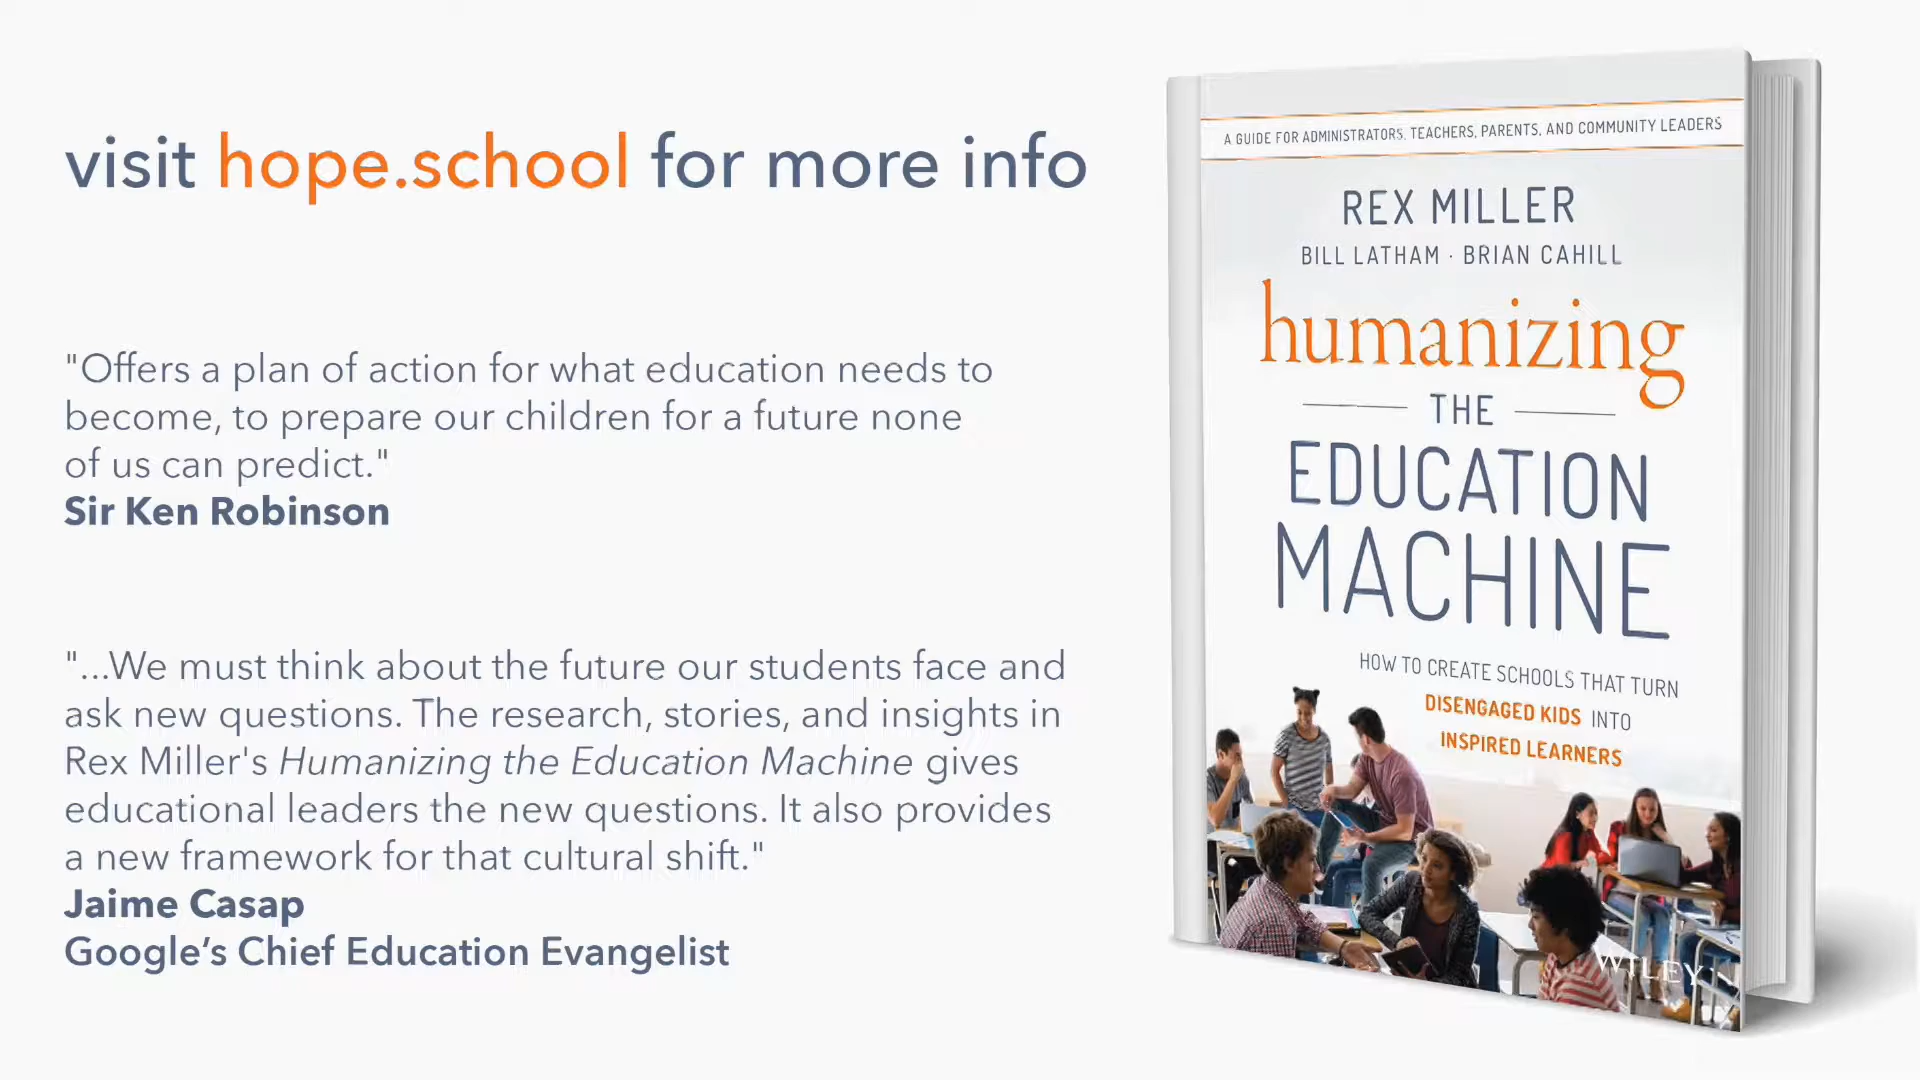 visit hope.school for more info
"Offers a plan of action for what education needs to
become, to prepare our children for a future none
of us can predict."
Sir Ken Robinson
"...We must think about the future our students face and
ask new questions. The research, stories, and insights in
Rex Miller's Humanizing the Education Machine gives
educational leaders the new questions. It also provides
a new framework for that cultural shift."
Jaime Casap
Google’s Chief Education Evangelist
A GUIDE FOR ADMINISTRATORS, TEACHERS, PARENTS, AND COMMUNITY LEADERS
REX MILLER
BILL LATHAM · BRIAN CAHILL
humanizing
THE
EDUCATION
MACHINE
HOW TO CREATE SCHOOLS THAT TURN
DISENGAGED KIDS INTO
INSPIRED LEARNERS
WILEY